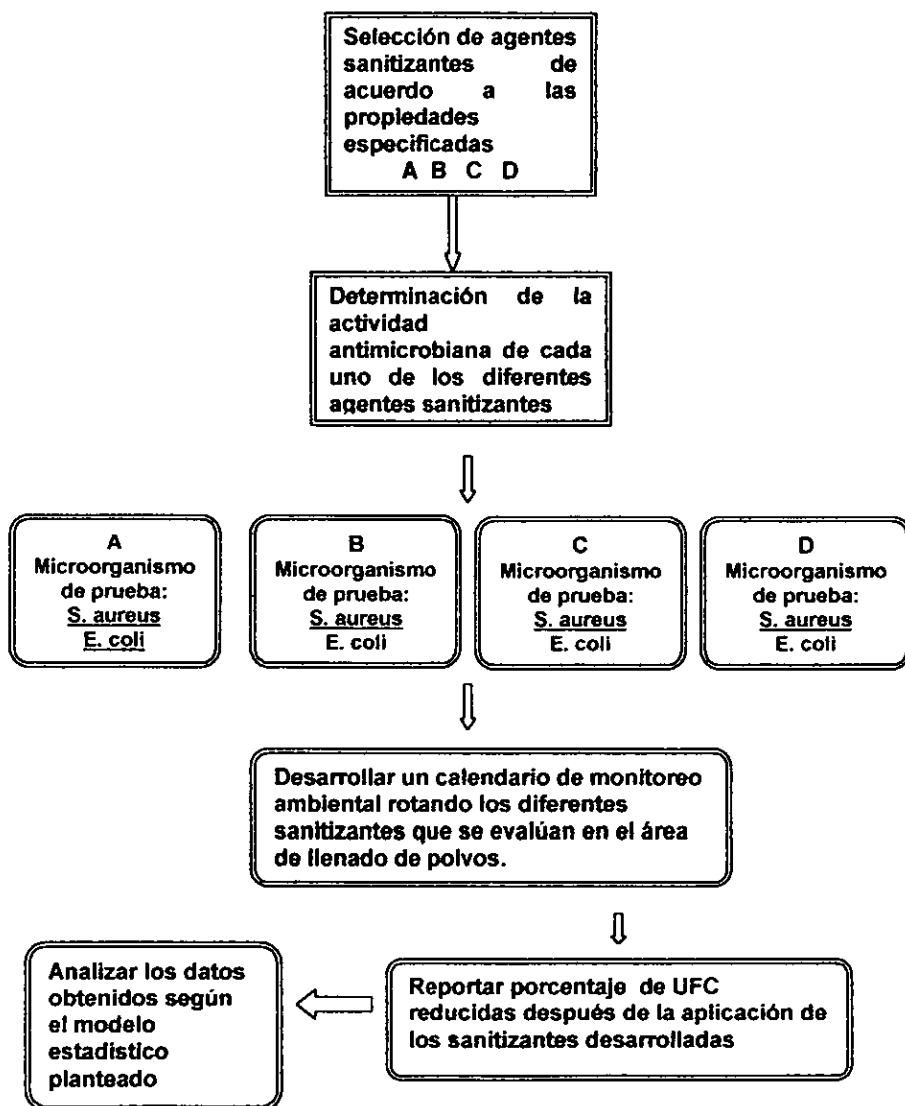 Selección de agentes
sanitizantes de
acuerdo a las
propiedades
especificadas
A B C D
Determinación de la
actividad
antimicrobiana de cada
uno de los diferentes
agentes sanitizantes
A
Microorganismo
de prueba:
S. aureus
E. coli
B
Microorganismo
de prueba:
S. aureus
E. coli
C
Microorganismo
de prueba:
S. aureus
E. coli
D
Microorganismo
de prueba:
S. aureus
E. coli
Desarrollar un calendario de monitoreo
ambiental rotando los diferentes
sanitizantes que se evalúan en el área
de llenado de polvos.
Reportar porcentaje de UFC
reducidas después de la aplicación de
los sanitizantes desarrolladas
Analizar los datos
obtenidos según
el modelo
estadístico
planteado